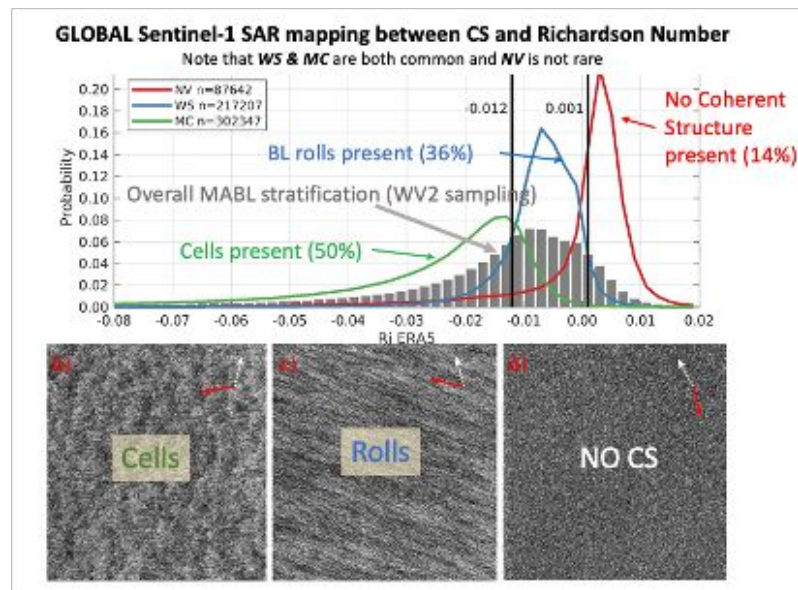 GLOBAL Sentinel-1 SAR mapping between CS and Richardson Number
Note that WS & MC are both common and NV is not rare
0.20
0.18
0.16
0.14
0.12
0.10
0.08
0.06
0.04
0.02
0.00
Probability
NV n=87642
WS n=217207
MC n=302347
-0.012
0.001
No Coherent
Structure
present (14%)
BL rolls present (36%)
Overall MABL stratification (WV2 sampling)
Cells present (50%)
-0.08 -0.07 -0.06 -0.05 -0.04 -0.03 -0.02 -0.01 0.00 0.01 0.02
Ri ERA5
c)
d)
Cells
Rolls
NO CS